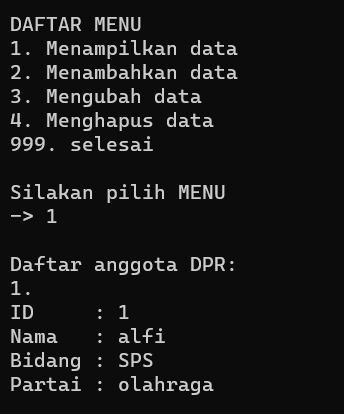 DAFTAR MENU
1. Menampilkan data
2. Menambahkan data
3. Mengubah data
4. Menghapus data
999. selesai

Silakan pilih MENU
-> 1

Daftar anggota DPR:
1.
ID     : 1
Nama   : alfi
Bidang : SPS
Partai : olahraga